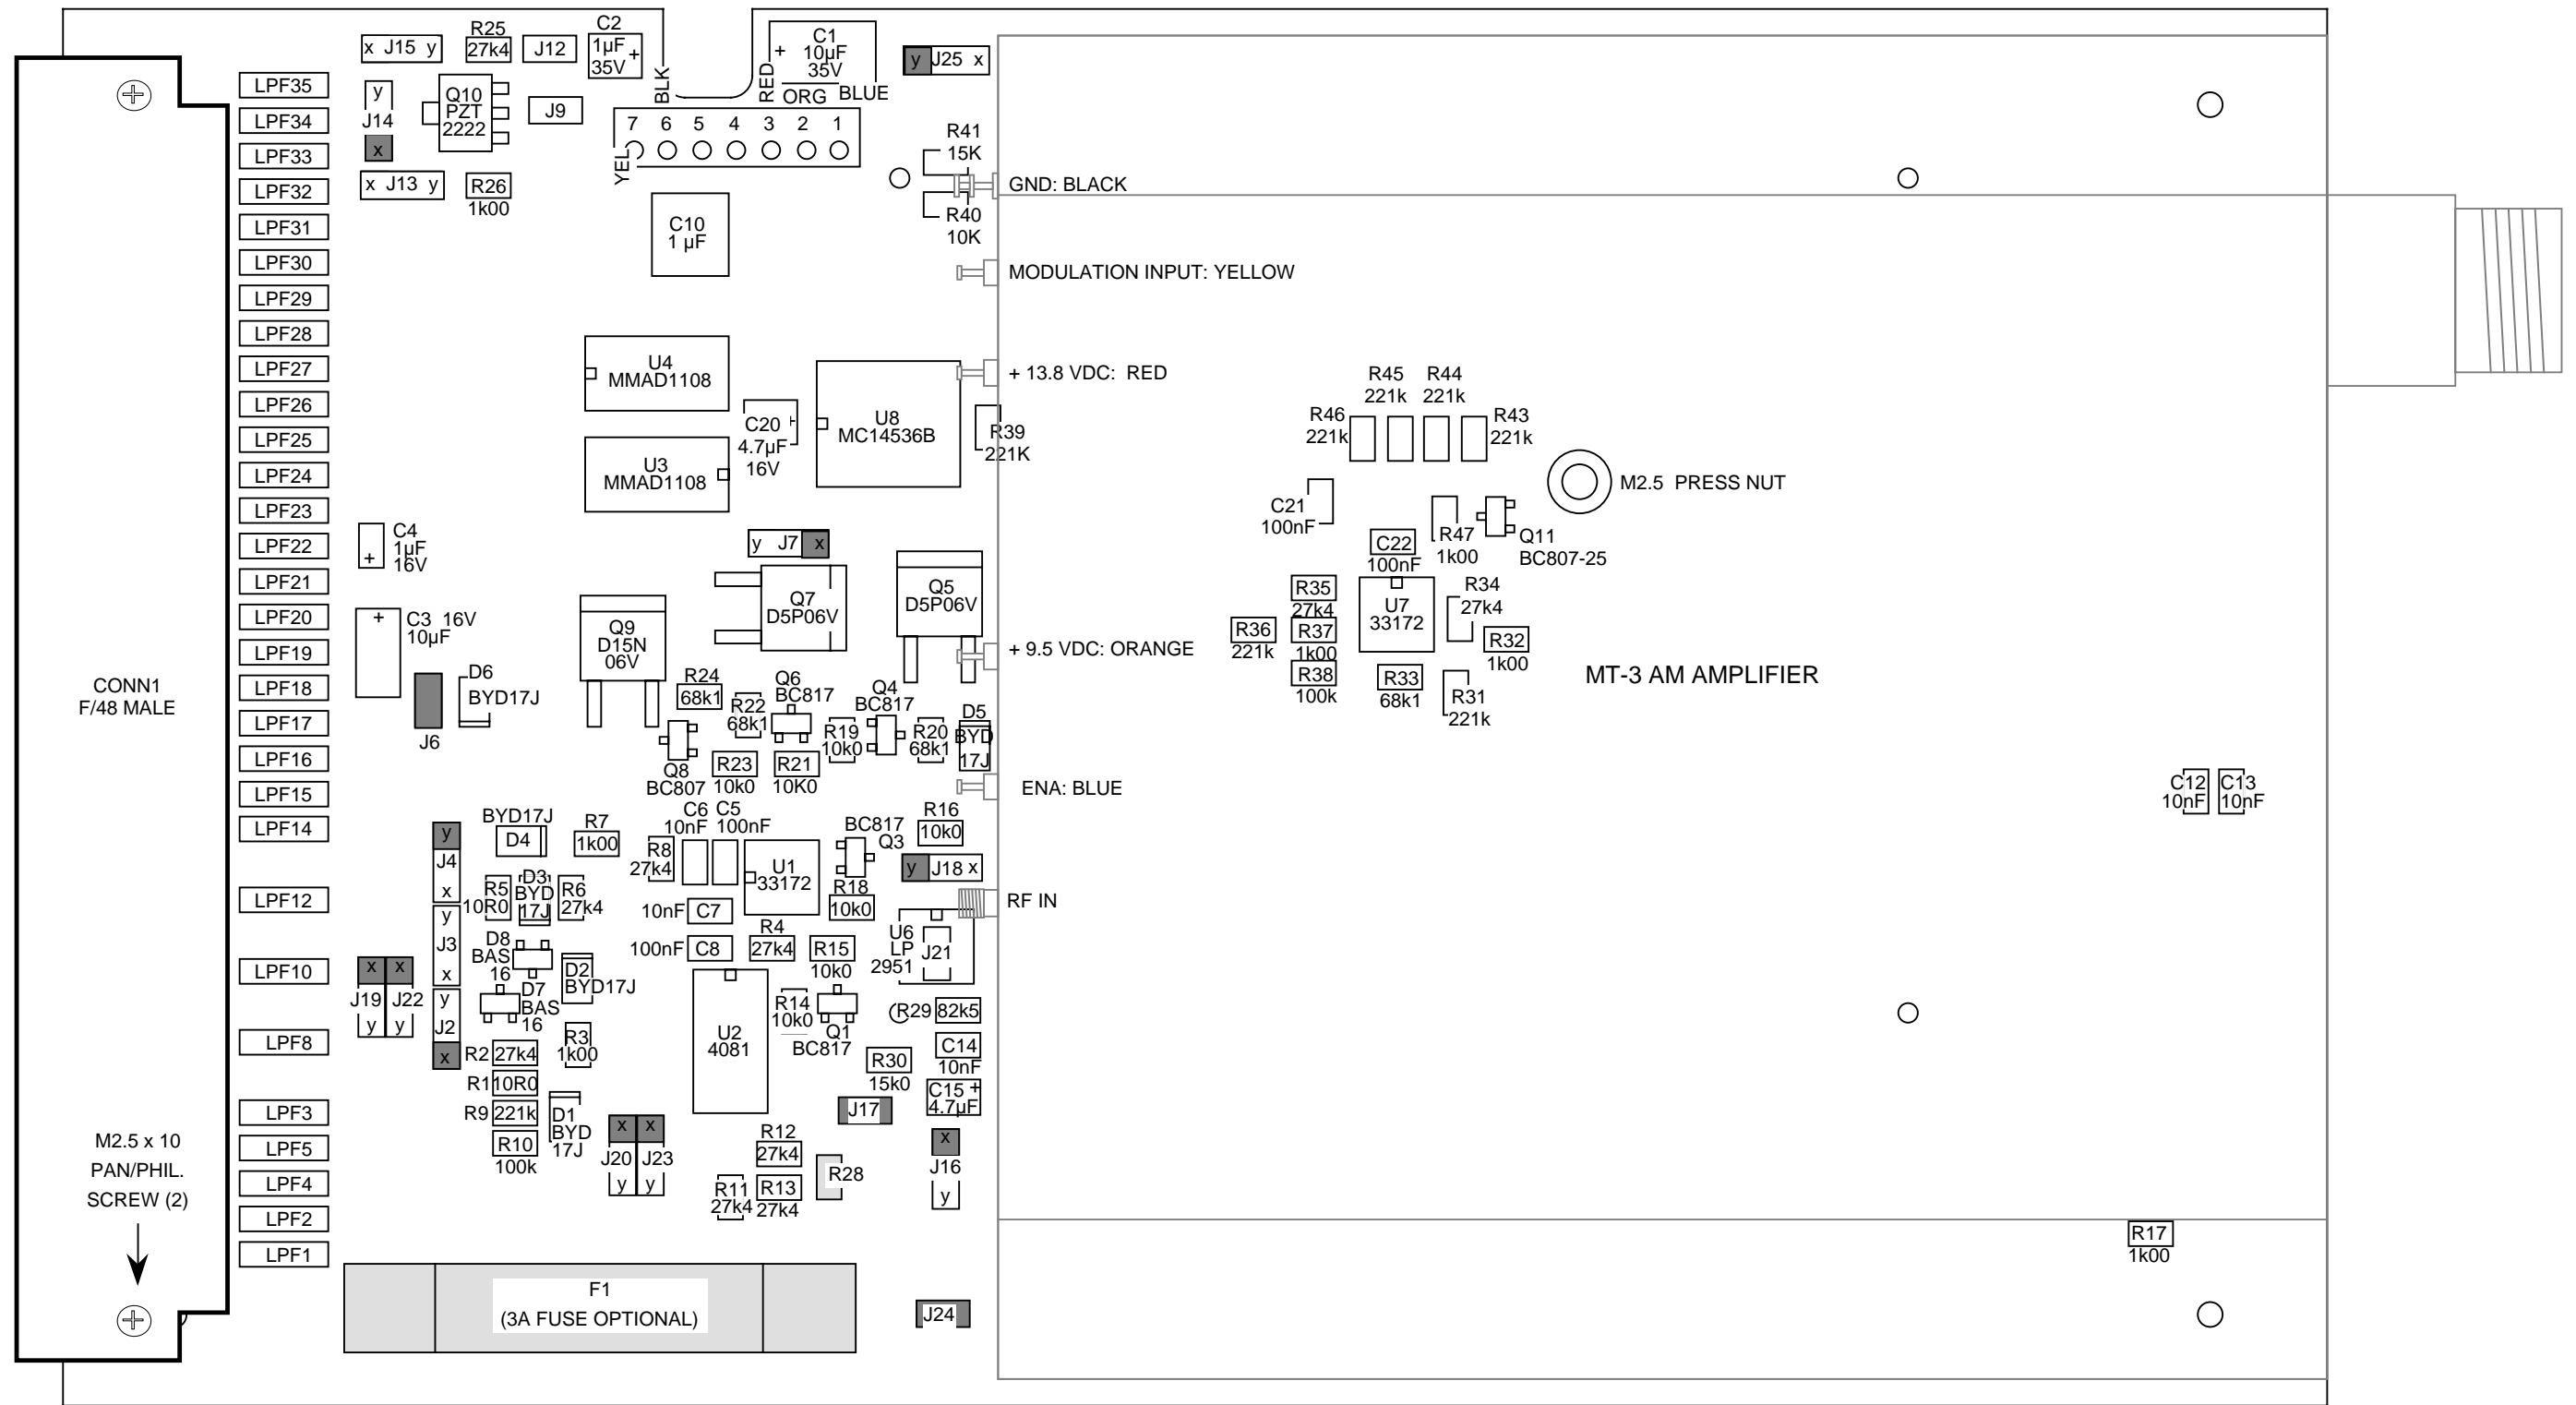 x J15 y
R25
27k4
J12
C2
1µF
+
35V
C1
+ 10µF
35V
y J25 x
BLK
RED
ORG
BLUE
y
J14
x
Q10
PZT
2222
J9
7 6 5 4 3 2 1
YEL
x J13 y
R26
1k00
R41
15K
GND: BLACK
R40
10K
C10
1 µF
MODULATION INPUT: YELLOW
U4
MMAD1108
U8
MC14536B
+ 13.8 VDC: RED
C20
+
4.7µF
16V
R39
221K
U3
MMAD1108
R45
221k
R44
221k
R46
221k
R43
221k
M2.5 PRESS NUT
C21
100nF
C22
100nF
R47
1k00
Q11
BC807-25
LPF35
LPF34
LPF33
LPF32
LPF31
LPF30
LPF29
LPF28
LPF27
LPF26
LPF25
LPF24
LPF23
LPF22
LPF21
LPF20
LPF19
LPF18
LPF17
LPF16
LPF15
LPF14
LPF12
LPF10
LPF8
LPF3
LPF5
LPF4
LPF2
LPF1
CONN1
F/48 MALE
M2.5 x 10
PAN/PHIL.
SCREW (2)
C4
1µF
16V
+
+
C3 16V
10µF
D6
BYD17J
J6
y J7 x
Q9
D15N
06V
Q7
D5P06V
Q5
D5P06V
+ 9.5 VDC: ORANGE
R35
27k4
R36
221k
R37
1k00
R38
100k
U7
33172
R34
27k4
R32
1k00
R33
68k1
R31
221k
MT-3 AM AMPLIFIER
R24
68k1
R22
68k1
Q6
BC817
Q4
BC817
R19
10k0
R20
68k1
D5
BYD
17J
Q8
BC807
R23
10k0
R21
10K0
ENA: BLUE
C12
10nF
C13
10nF
BYD17J
D4
R7
1k00
C6
10nF
C5
100nF
R8
27k4
U1
33172
BC817
Q3
R16
10k0
y J18 x
R18
10k0
y
J4
x
R5
10R0
D3
BYD
17J
R6
27k4
10nF C7
RF IN
y
J3
x
D8
BAS
16
D2
BYD17J
100nF C8
R4
27k4
R15
10k0
U6
LP
2951
J21
x x
J19 J22
y y
y
J2
x
D7
BAS
16
R3
1k00
U2
4081
R14
10k0
Q1
BC817
R29 82k5
C14
10nF
R30
15k0
C15 +
4.7µF
R2 27k4
R1 10R0
R9 221k
R10
100k
D1
BYD
17J
J17
x x
J20 J23
y y
R12
27k4
R11
27k4
R13
27k4
R28
x
J16
y
R17
1k00
F1
(3A FUSE OPTIONAL)
J24